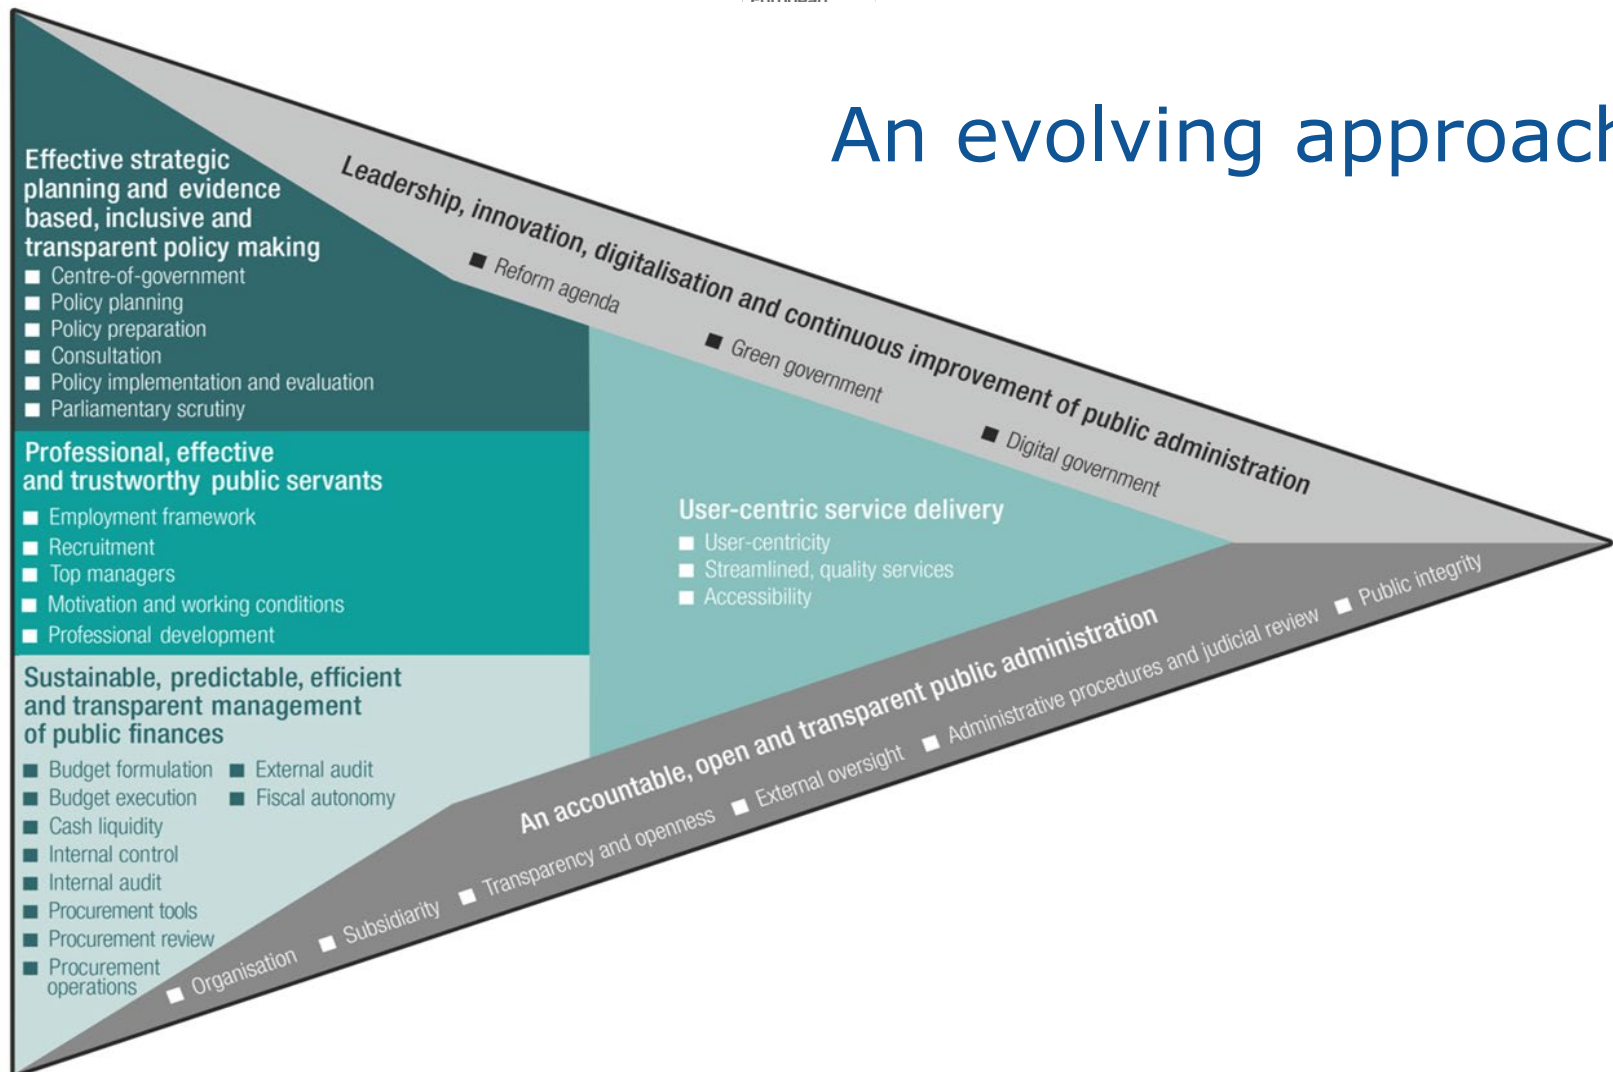 An evolving approach
Leadership, innovation, digitalisation and continuous improvement of public administration
Reform agenda
Green government
Digital government
Effective strategic
planning and evidence
based, inclusive and
transparent policy making
Centre-of-government
Policy planning
Policy preparation
Consultation
Policy implementation and evaluation
Parliamentary scrutiny
Professional, effective
and trustworthy public servants
Employment framework
Recruitment
Top managers
Motivation and working conditions
Professional development
Sustainable, predictable, efficient
and transparent management
of public finances
Budget formulation
Budget execution
Cash liquidity
Internal control
Internal audit
Procurement tools
Procurement review
Procurement
operations
External audit
Fiscal autonomy
User-centric service delivery
User-centricity
Streamlined, quality services
Accessibility
An accountable, open and transparent public administration
Organisation
Subsidiarity
Transparency and openness
External oversight
Administrative procedures and judicial review
Public integrity